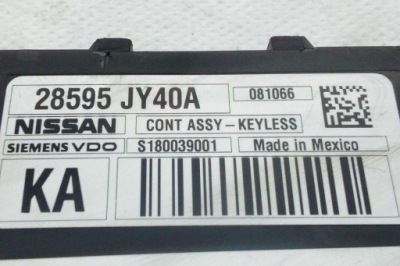 28595 JY40A 081066
NISSAN CONT ASSY-KEYLESS
SIEMENS VDO S180039001 Made in Mexico
KA